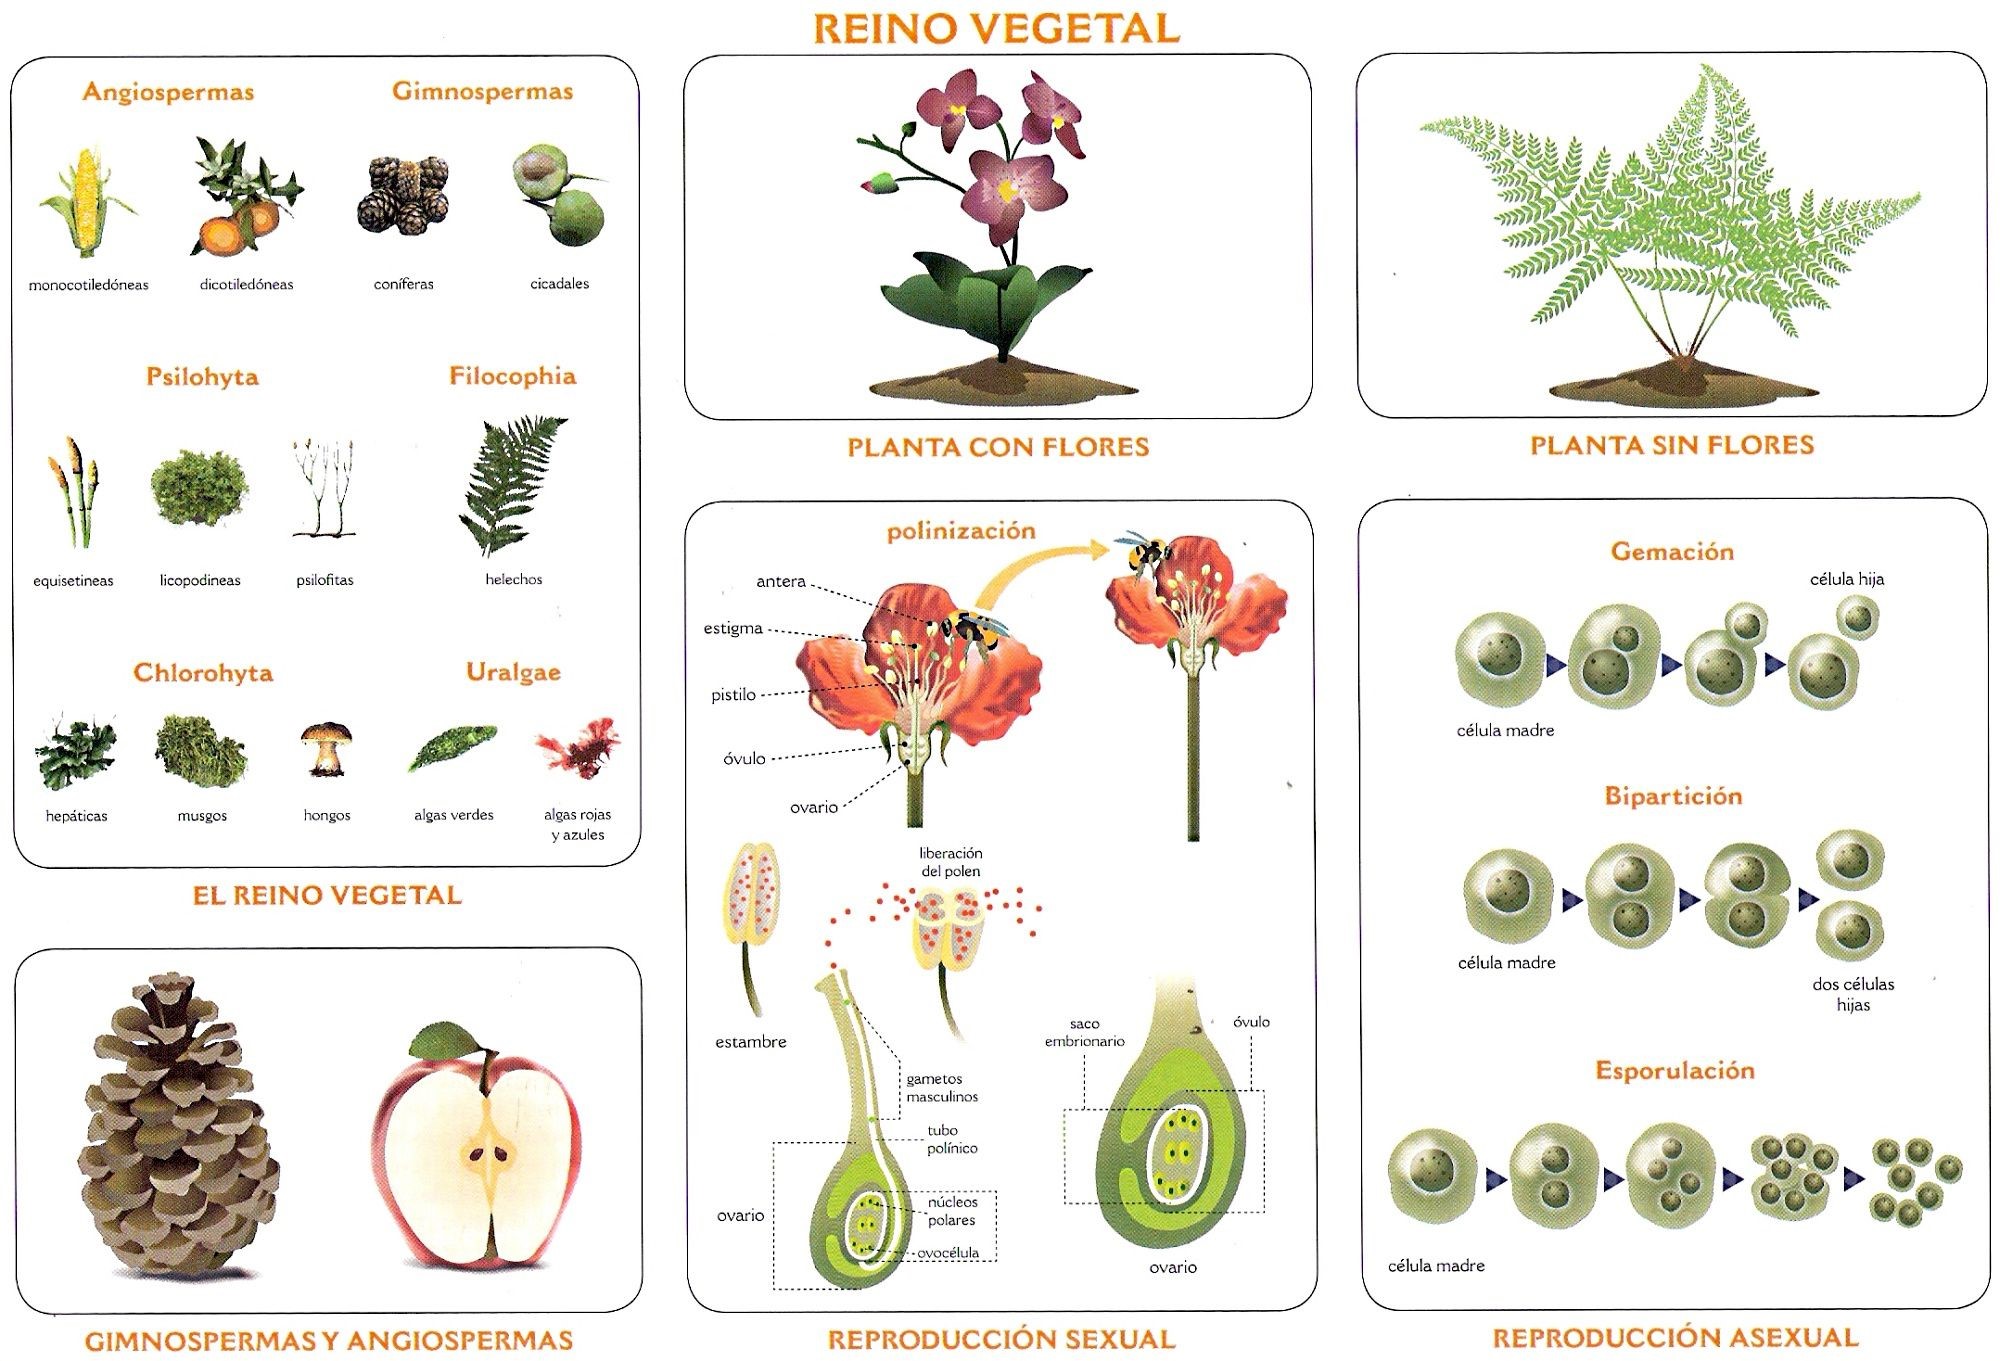 REINO VEGETAL
Angiospermas
Gimnospermas
monocotiledóneas
dicotiledóneas
coníferas
cicadales
Psilohyta
Filocophia
equisetineas
licopodineas
psilofitas
helechos
Chlorohyta
Uralgae
hepáticas
musgos
hongos
algas verdes
algas rojas
y azules
EL REINO VEGETAL
GIMNOSPERMAS Y ANGIOSPERMAS
PLANTA CON FLORES
polinización
antera
estigma
pistilo
óvulo
ovario
liberación
del polen
estambre
gametos
masculinos
tubo
polínico
ovario
núcleos
polares
ovocélula
saco
embrionario
óvulo
ovario
REPRODUCCIÓN SEXUAL
PLANTA SIN FLORES
Gemación
célula hija
célula madre
Bipartición
célula madre
dos células
hijas
Esporulación
célula madre
REPRODUCCIÓN ASEXUAL